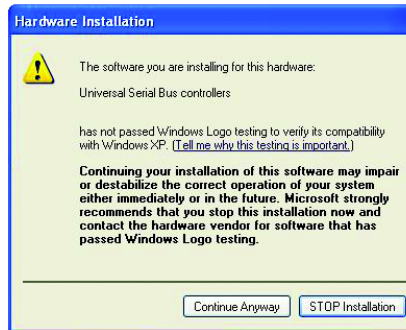 Hardware Installation
The software you are installing for this hardware:
Universal Serial Bus controllers
has not passed Windows Logo testing to verify its compatibility
with Windows XP. (Tell me why this testing is important.)
Continuing your installation of this software may impair
or destabilize the correct operation of your system
either immediately or in the future. Microsoft strongly
recommends that you stop this installation now and
contact the hardware vendor for software that has
passed Windows Logo testing.
Continue Anyway STOP Installation